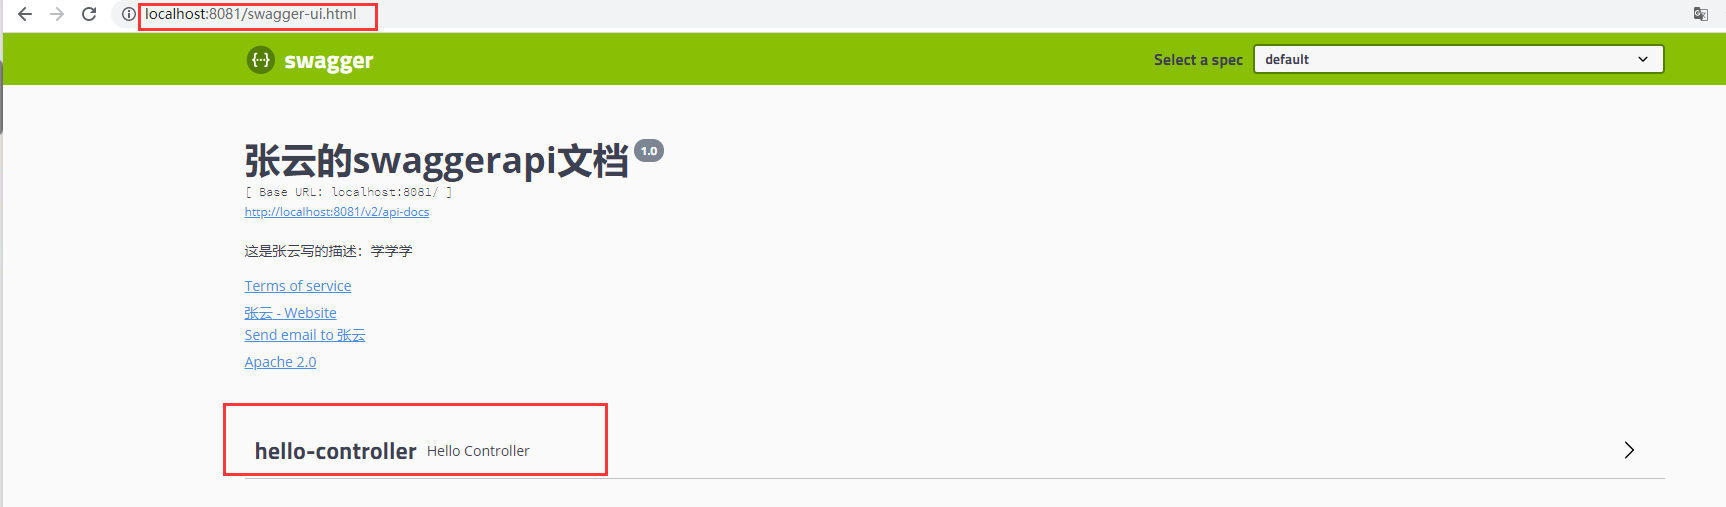 localhost:8081/swagger-ui.html
{···} swagger
Select a spec default
张云的swaggerapi文档 1.0
[ Base URL: localhost:8081/ ]
http://localhost:8081/v2/api-docs
这是张云写的描述：学学学
Terms of service
张云 - Website
Send email to 张云
Apache 2.0
hello-controller Hello Controller